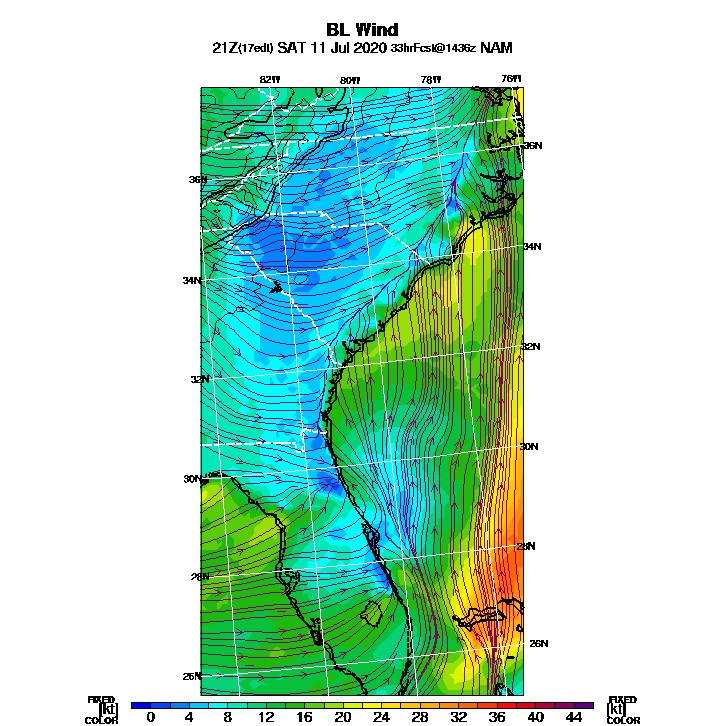 BL Wind
21Z(17edt) SAT 11 Jul 2020 33hrFcst@1436z NAM
82W 80W 78W 76W
36N
36N
34N
34N
32N
32N
30N
30N
28N
28N
26N
26N
FIXED FIXED
[kt] 0 4 8 12 16 20 24 28 32 36 40 44 [kt]
COLOR COLOR